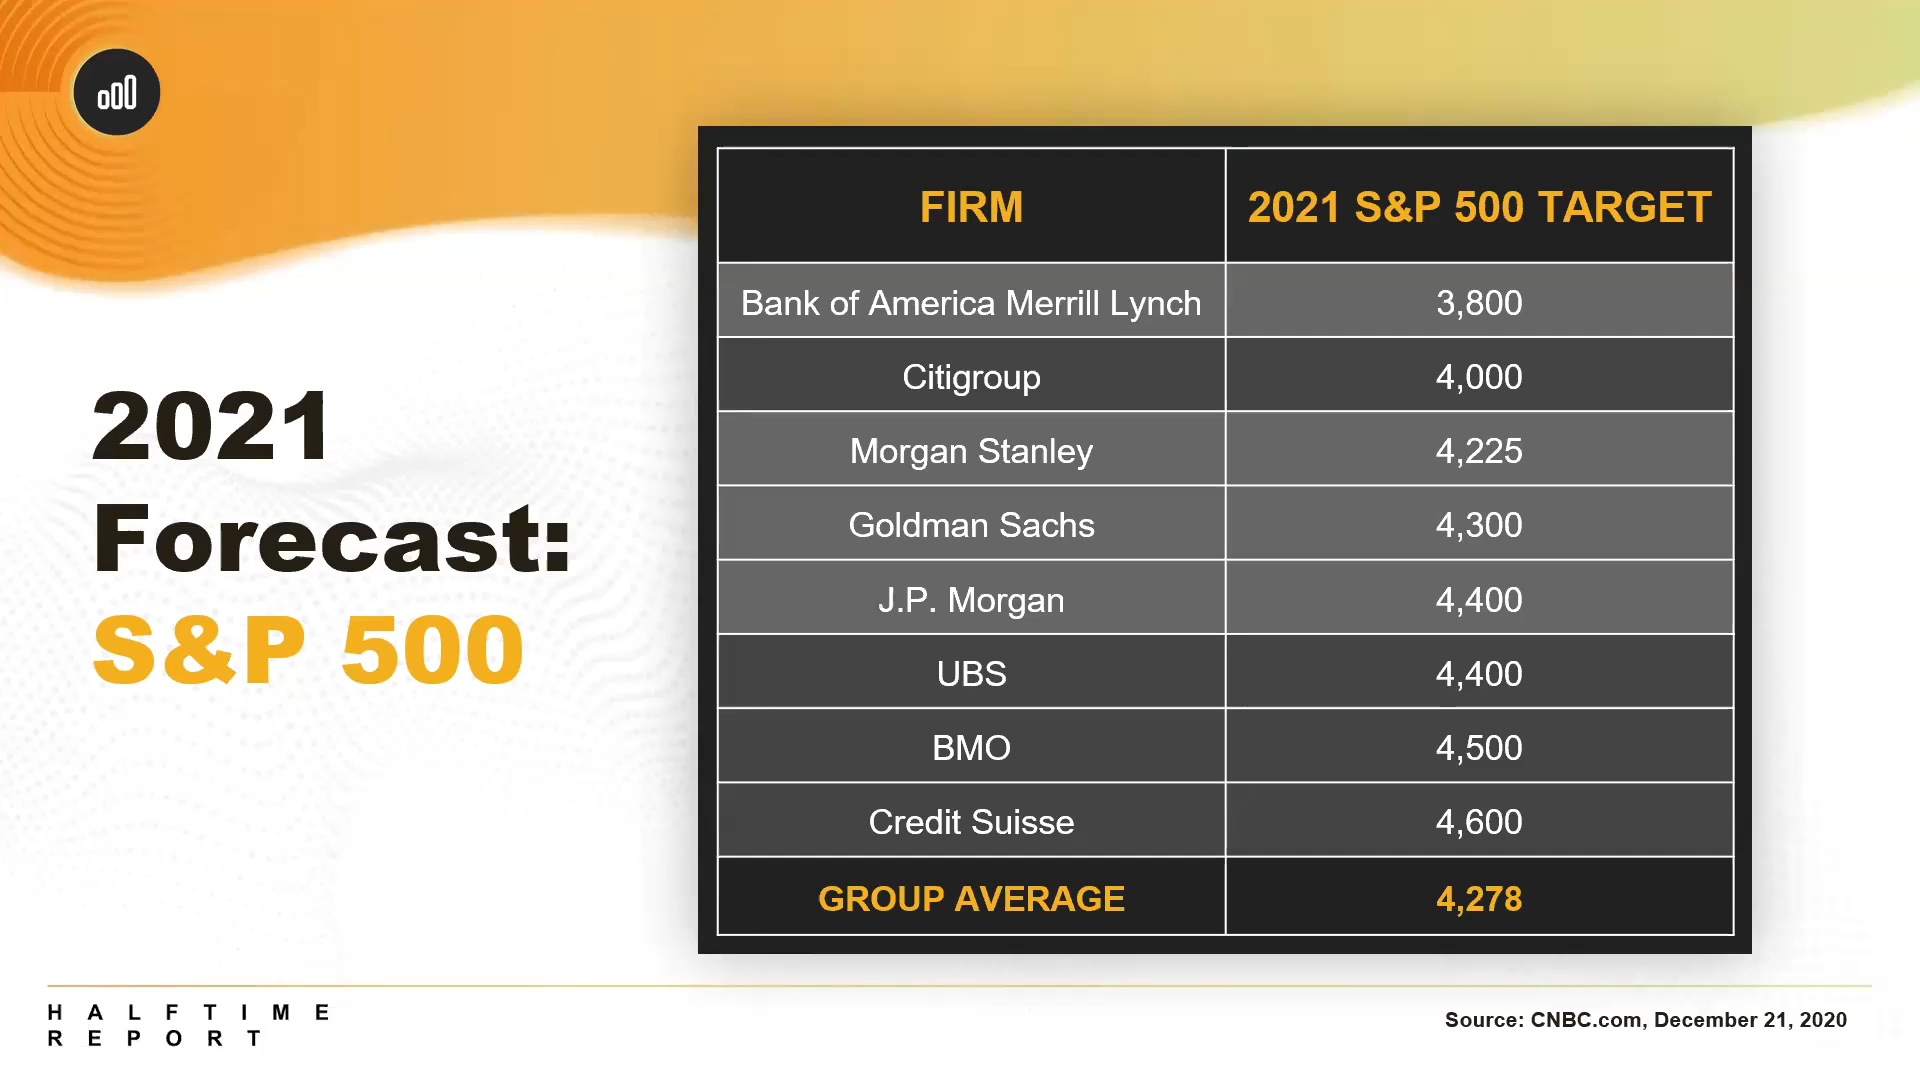 2021
Forecast:
S&P 500
FIRM 2021 S&P 500 TARGET
Bank of America Merrill Lynch 3,800
Citigroup 4,000
Morgan Stanley 4,225
Goldman Sachs 4,300
J.P. Morgan 4,400
UBS 4,400
BMO 4,500
Credit Suisse 4,600
GROUP AVERAGE 4,278
HALFTIME
REPORT
Source: CNBC.com, December 21, 2020